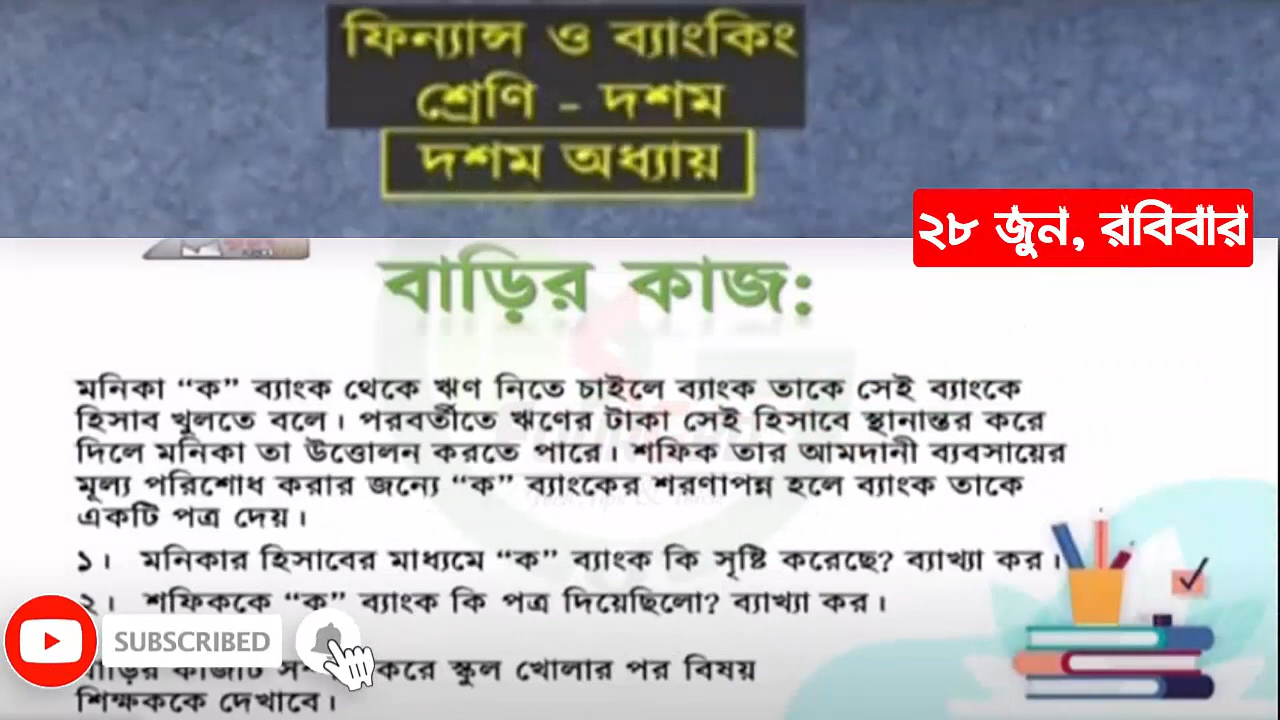 ফিন্যান্স ও ব্যাংকিং
শ্রেণি - দশম
দশম অধ্যায়
২৮ জুন, রবিবার
বাড়ির কাজ:
মনিকা “ক” ব্যাংক থেকে ঋণ নিতে চাইলে ব্যাংক তাকে সেই ব্যাংকে
হিসাব খুলতে বলে। পরবর্তীতে ঋণের টাকা সেই হিসাবে স্থানান্তর করে
দিলে মনিকা তা উত্তোলন করতে পারে। শফিক তার আমদানী ব্যবসায়ের
মূল্য পরিশোধ করার জন্যে “ক” ব্যাংকের শরণাপন্ন হলে ব্যাংক তাকে
একটি পত্র দেয়।
১। মনিকার হিসাবের মাধ্যমে “ক” ব্যাংক কি সৃষ্টি করেছে? ব্যাখ্যা কর।
২। শফিককে “ক” ব্যাংক কি পত্র দিয়েছিলো? ব্যাখ্যা কর।
SUBSCRIBED
বাড়ির কাজটি করে স্কুল খোলার পর বিষয়
শিক্ষককে দেখাবে।